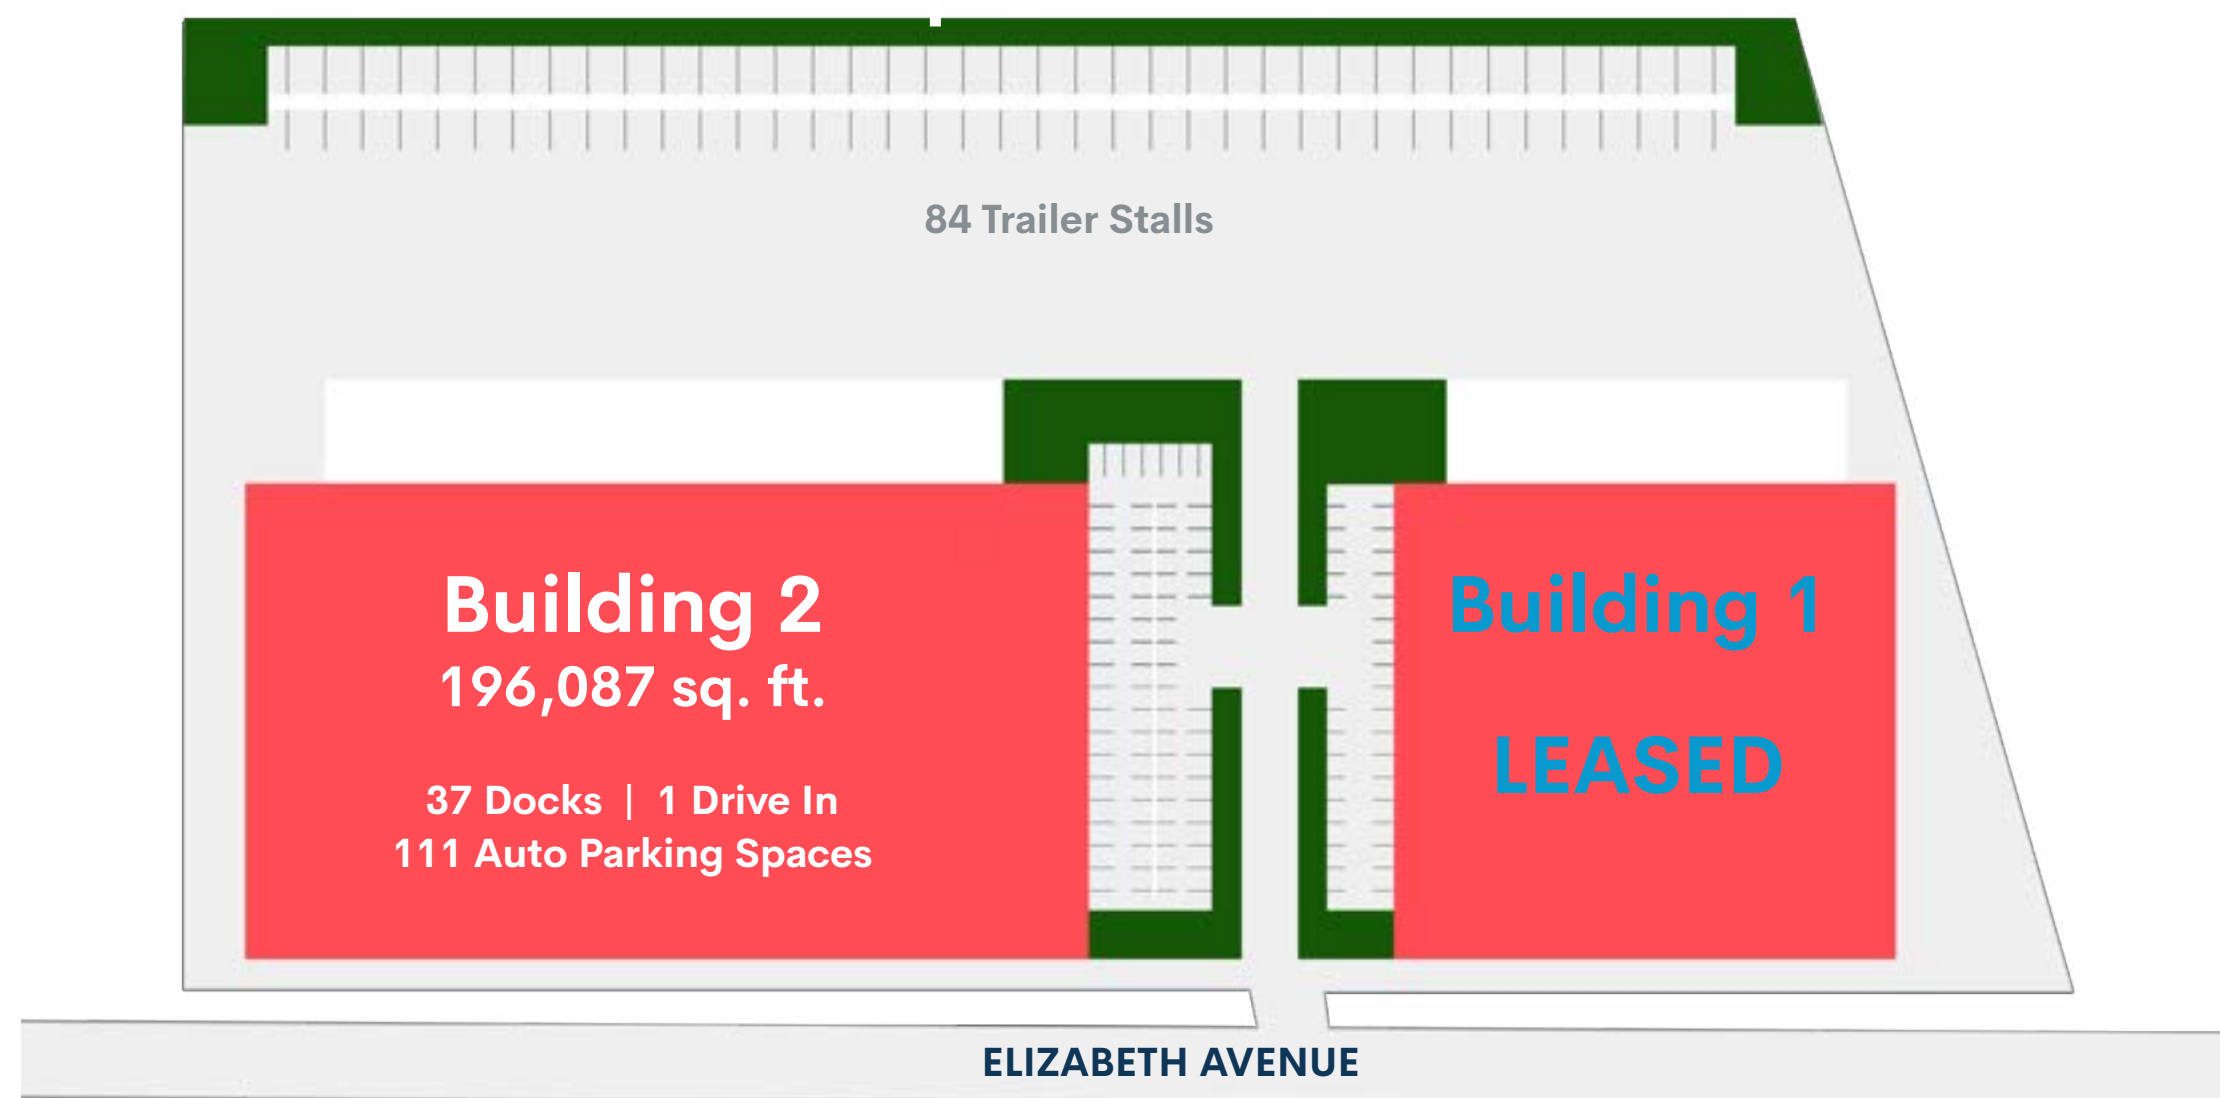 84 Trailer Stalls
Building 2
196,087 sq. ft.
37 Docks | 1 Drive In
111 Auto Parking Spaces
Building 1
LEASED
ELIZABETH AVENUE